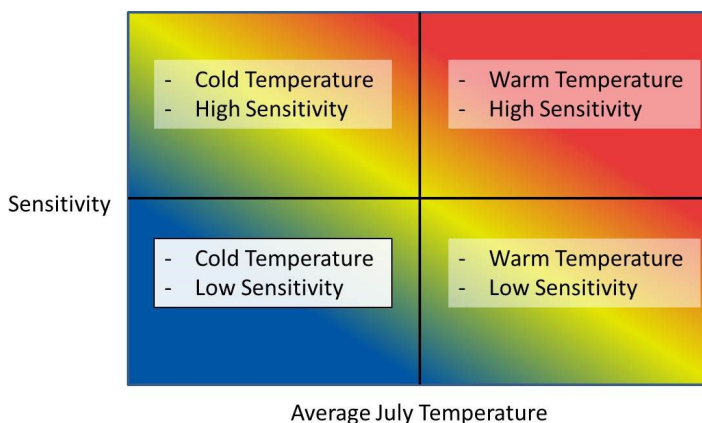 - Cold Temperature
- High Sensitivity
- Warm Temperature
- High Sensitivity
Sensitivity
- Cold Temperature
- Low Sensitivity
- Warm Temperature
- Low Sensitivity
Average July Temperature